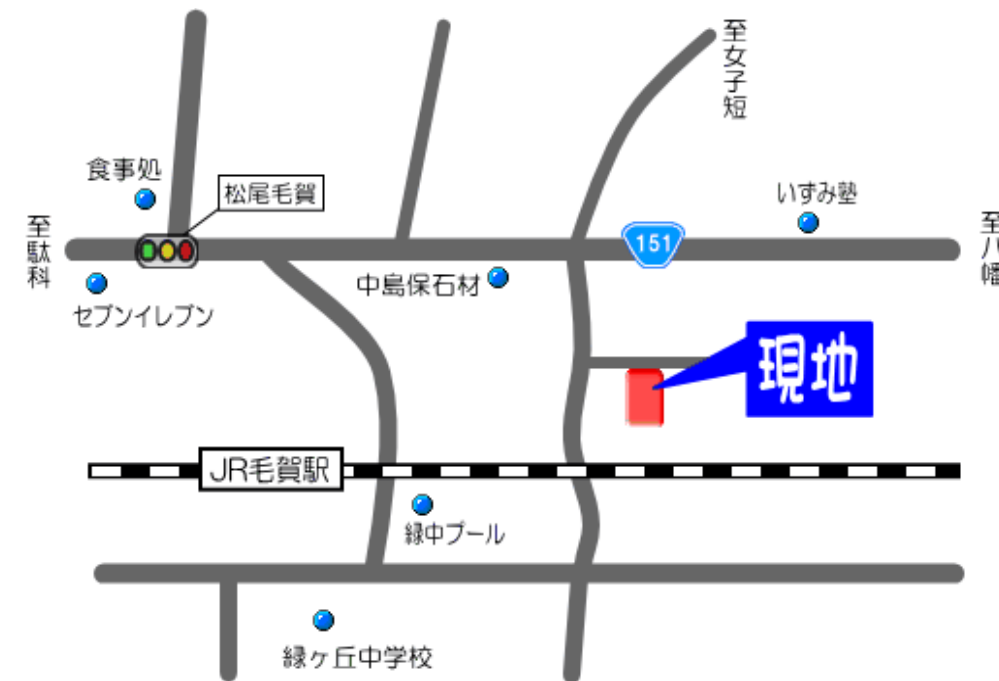 至女子短
食事処
松尾毛賀
いずみ塾
至駄科
151
至八幡
中島保石材
セブンイレブン
現地
JR毛賀駅
緑中プール
緑ヶ丘中学校